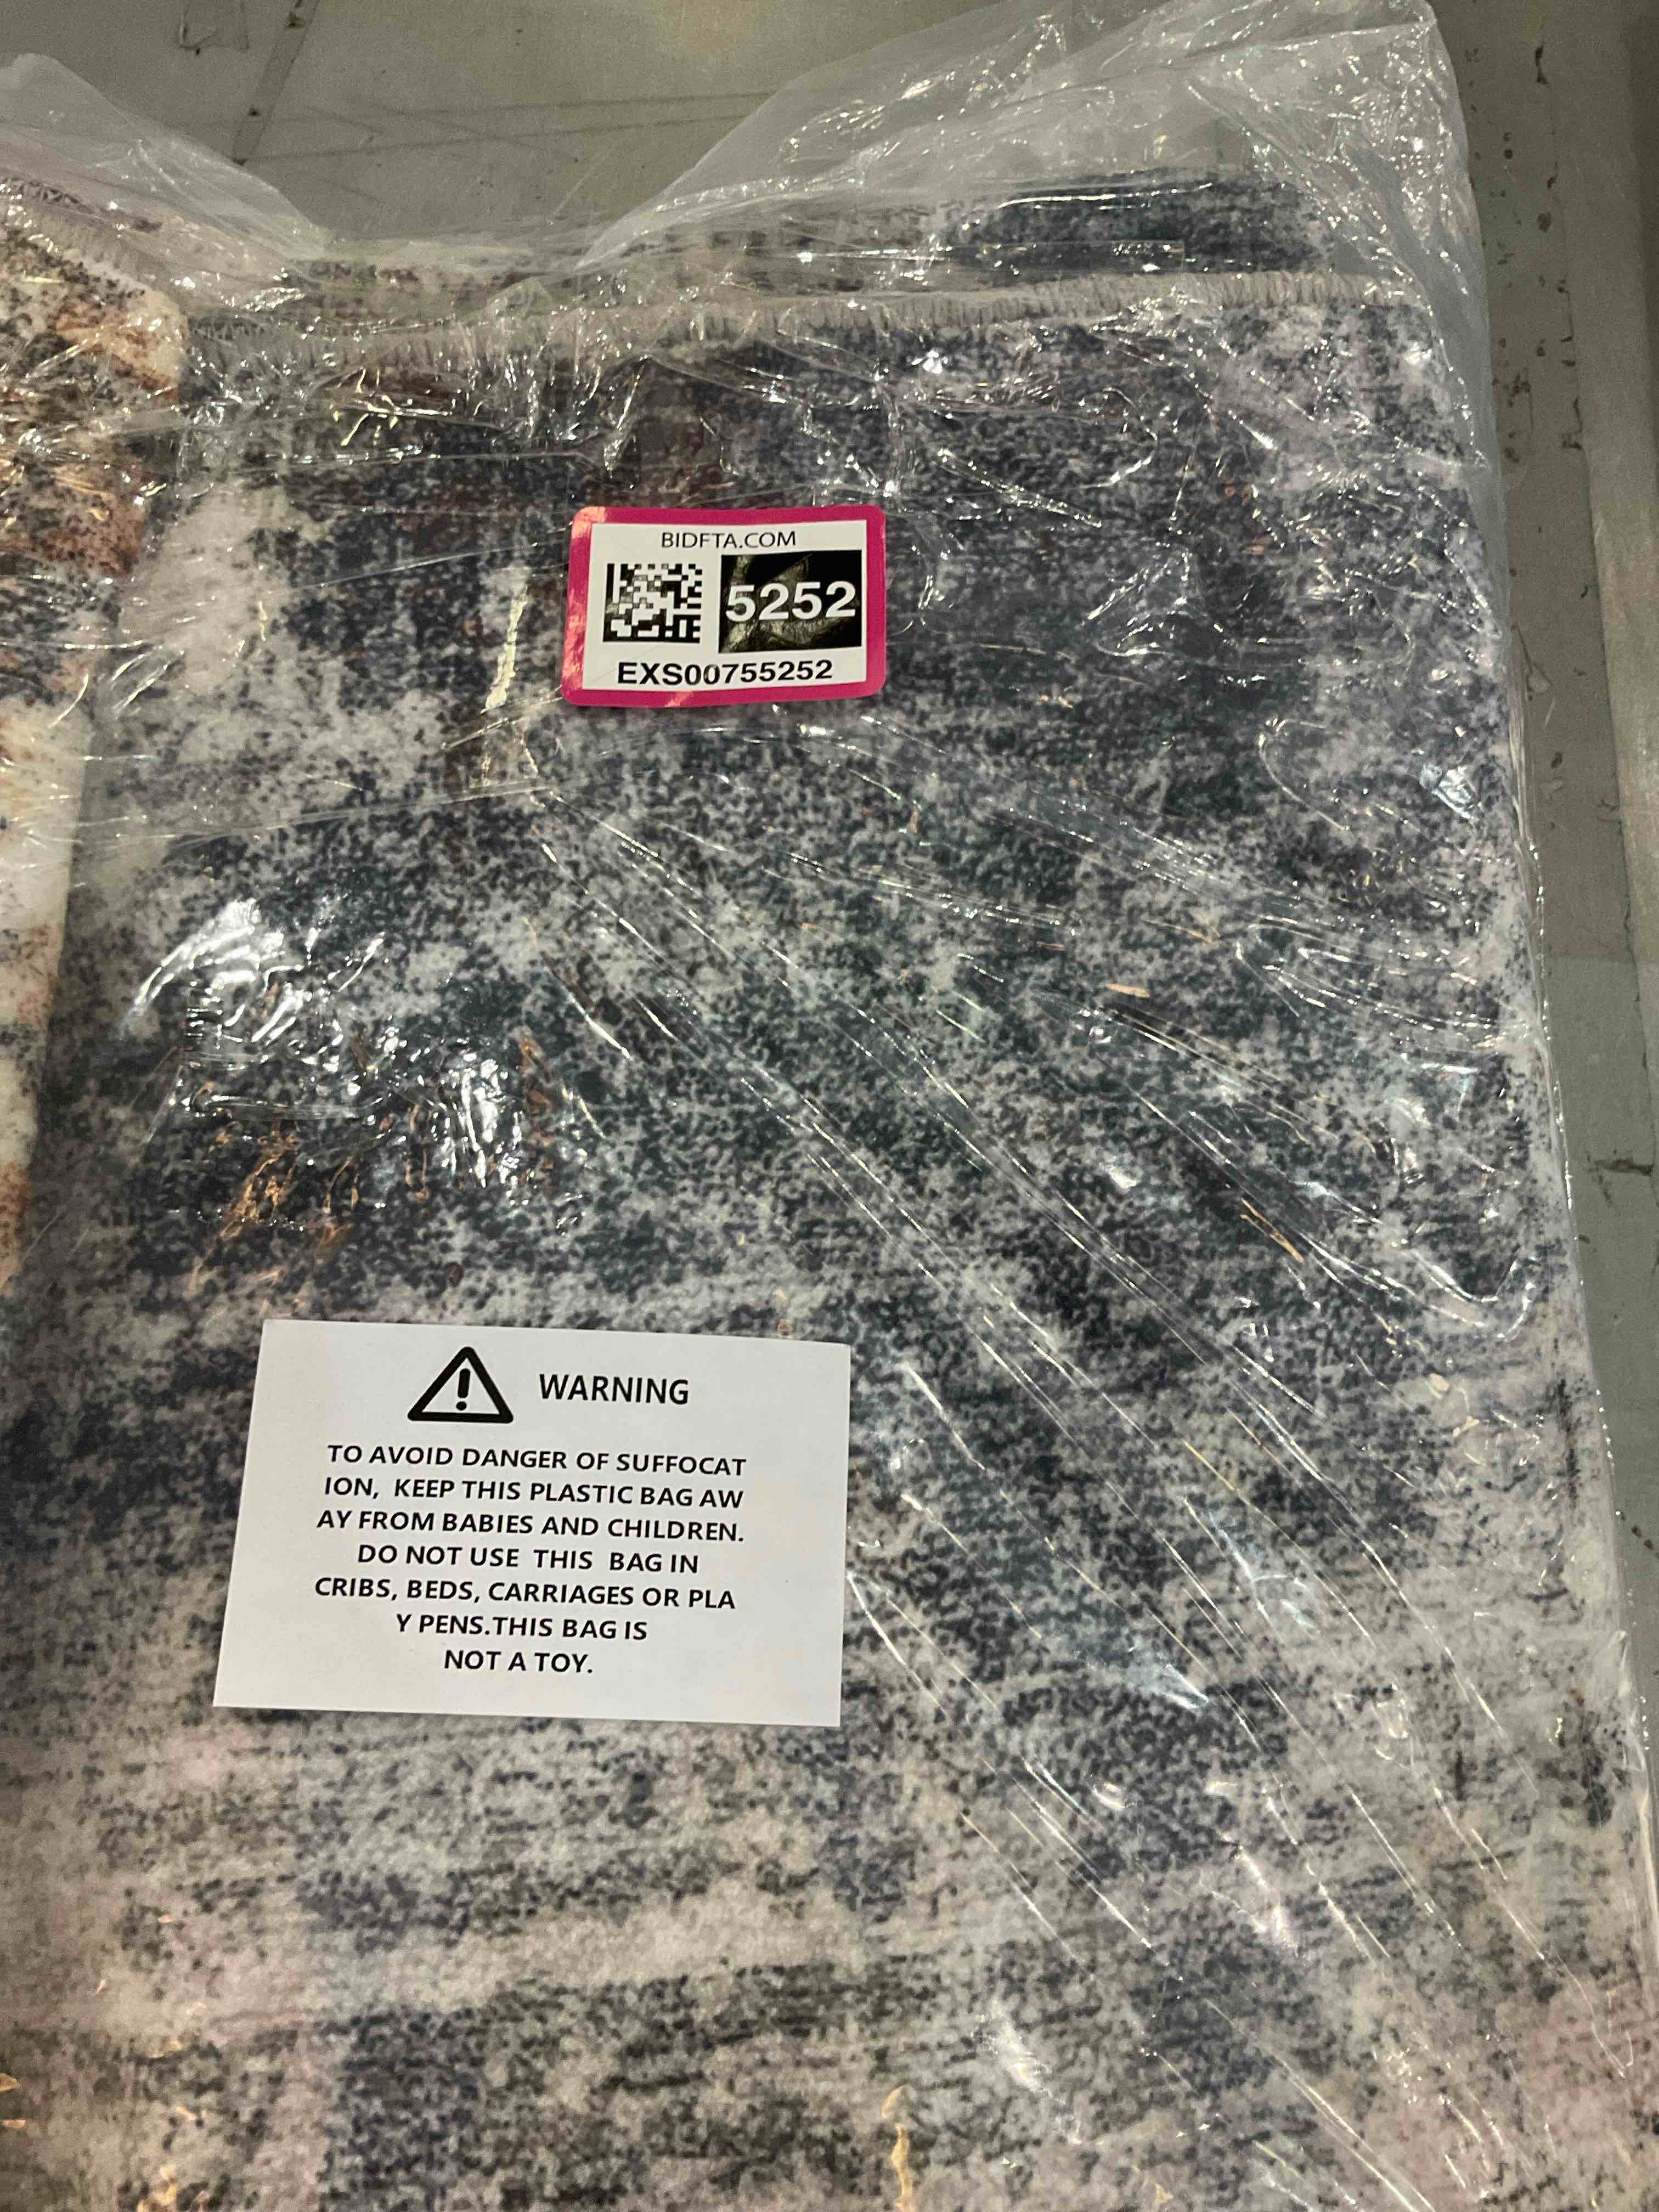 BIDFTA.COM
5252
EXS00755252
WARNING
TO AVOID DANGER OF SUFFOCAT
ION, KEEP THIS PLASTIC BAG AW
AY FROM BABIES AND CHILDREN.
DO NOT USE THIS BAG IN
CRIBS, BEDS, CARRIAGES OR PLA
Y PENS.THIS BAG IS
NOT A TOY.